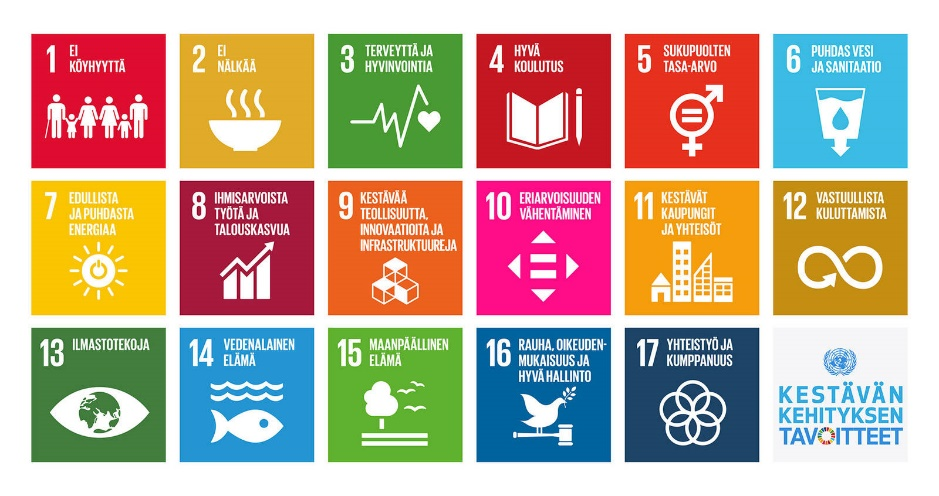 1 EI
KÖYHYYTTÄ
2 EI
NÄLKÄÄ
3 TERVEYTTÄ JA
HYVINVOINTIA
4 HYVÄ
KOULUTUS
5 SUKUPUOLTEN
TASA-ARVO
6 PUHDAS VESI
JA SANITAATIO
7 EDULLISTA
JA PUHDASTA
ENERGIAA
8 IHMISARVOISTA
TYÖTÄ JA
TALOUSKASVUA
9 KESTÄVÄÄ
TEOLLISUUTTA,
INNOVAATIOITA JA
INFRASTRUKTUUREJA
10 ERIARVOISUUDEN
VÄHENTÄMINEN
11 KESTÄVÄT
KAUPUNGIT
JA YHTEISÖT
12 VASTUULLISTA
KULUTTAMISTA
13 ILMASTOTEKOJA
14 VEDENALAINEN
ELÄMÄ
15 MAANPÄÄLLINEN
ELÄMÄ
16 RAUHA, OIKEUDEN-
MUKAISUUS JA
HYVÄ HALLINTO
17 YHTEISTYÖ JA
KUMPPANUUS
KESTÄVÄN
KEHITYKSEN
TAVOITTEET